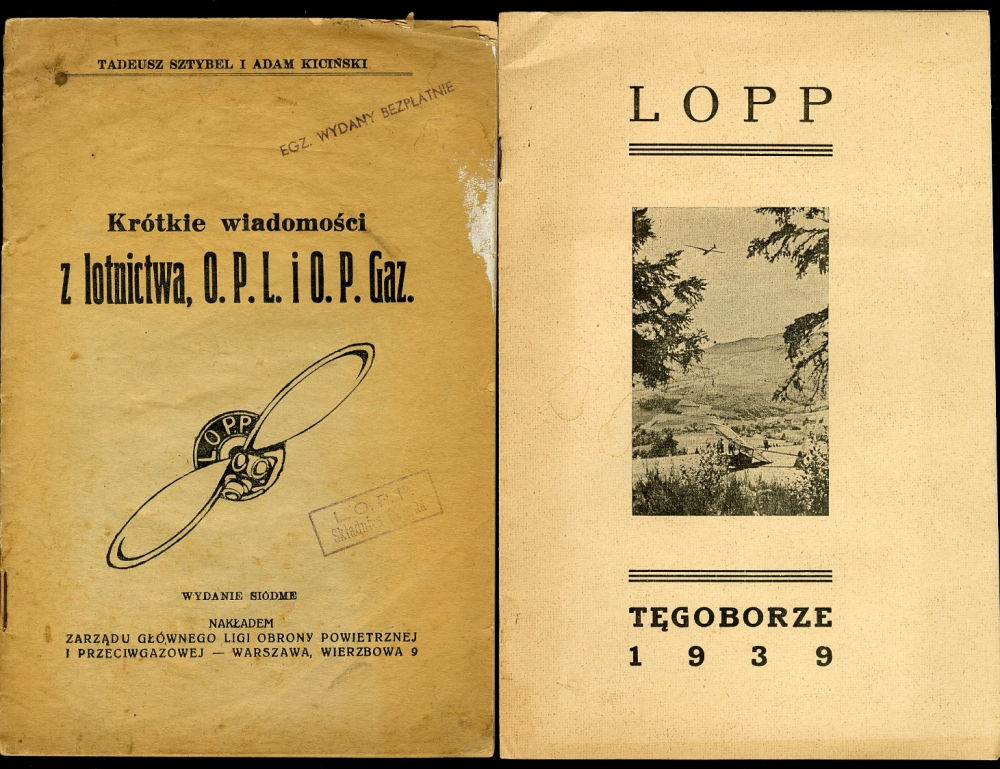 TADEUSZ SZTYBEL I ADAM KICIŃSKI
EGZ. WYDANY BEZPŁATNIE
Krótkie wiadomości
z lotnictwa, O. P. L. i O. P. Gaz.
LOPP
L.O.P.P.
WYDANIE SIÓDME
NAKŁADEM
ZARZĄDU GŁÓWNEGO LIGI OBRONY POWIETRZNEJ
I PRZECIWGAZOWEJ — WARSZAWA, WIERZBOWA 9
LOPP
TĘGOBORZE
1939